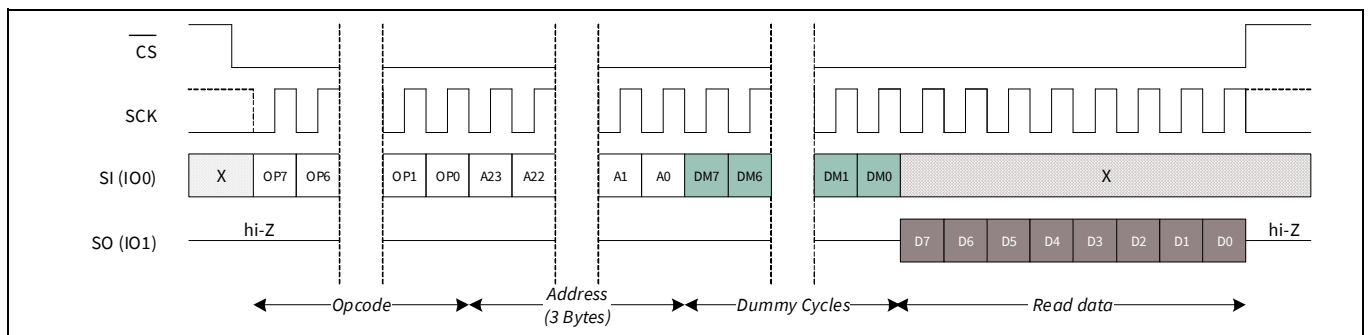 CS
SCK
SI (IO0) X OP7 OP6 OP1 OP0 A23 A22 A1 A0 DM7 DM6 DM1 DM0 X
hi-Z hi-Z
SO (IO1) D7 D6 D5 D4 D3 D2 D1 D0
Opcode Address Dummy Cycles Read data
(3 Bytes)